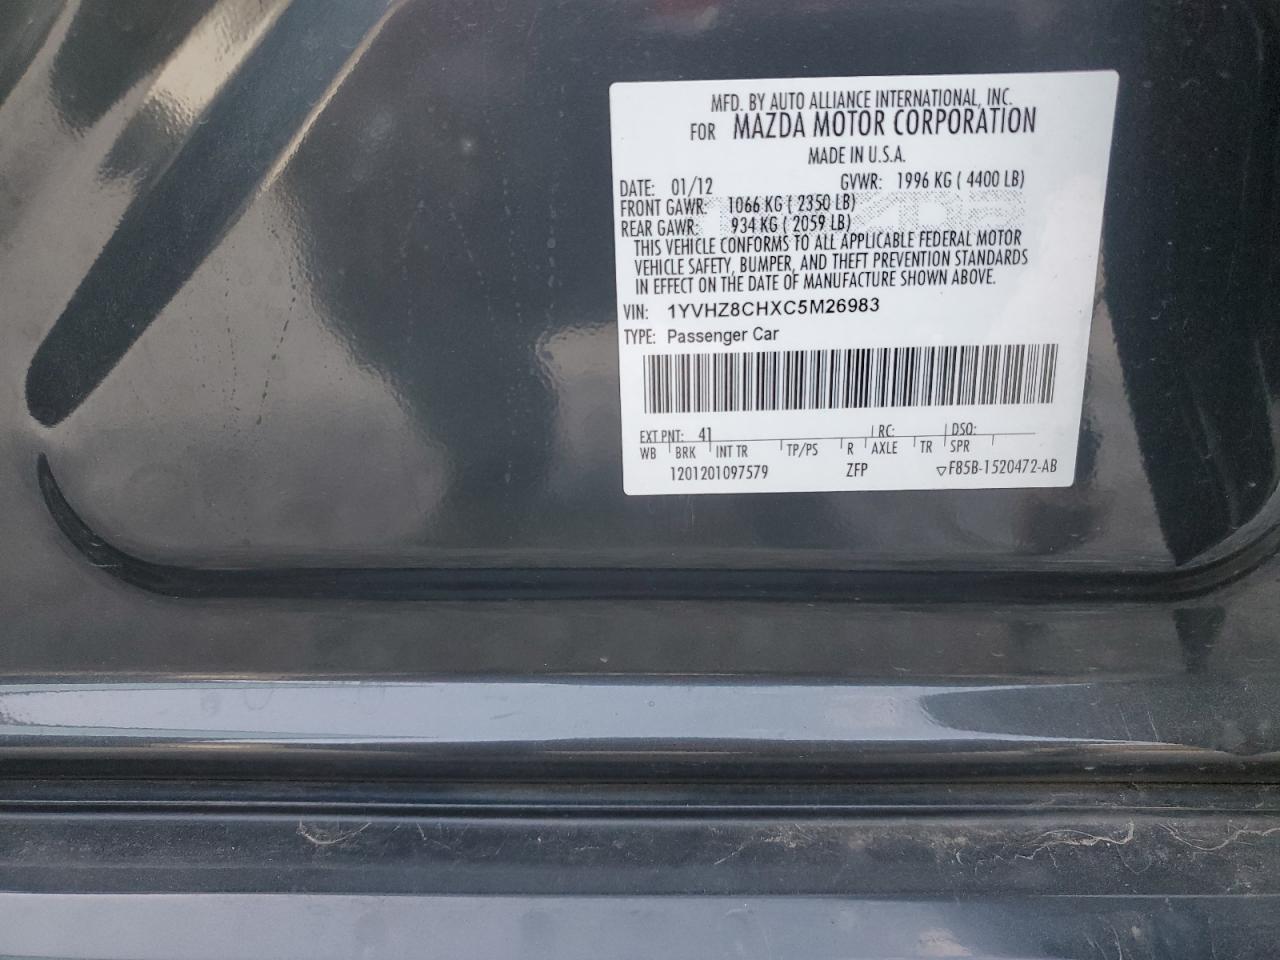 MFD. BY AUTO ALLIANCE INTERNATIONAL, INC.
FOR MAZDA MOTOR CORPORATION
MADE IN U.S.A.
DATE: 01/12 GVWR: 1996 KG ( 4400 LB)
FRONT GAWR: 1066 KG ( 2350 LB)
REAR GAWR: 934 KG ( 2059 LB)
THIS VEHICLE CONFORMS TO ALL APPLICABLE FEDERAL MOTOR
VEHICLE SAFETY, BUMPER, AND THEFT PREVENTION STANDARDS
IN EFFECT ON THE DATE OF MANUFACTURE SHOWN ABOVE.
VIN: 1YVHZ8CHXC5M26983
TYPE: Passenger Car
EXT PNT: 41 RC: DSO:
WB BRK INT TR TP/PS R AXLE TR SPR
1201201097579 ZFP ▽F85B-1520472-AB